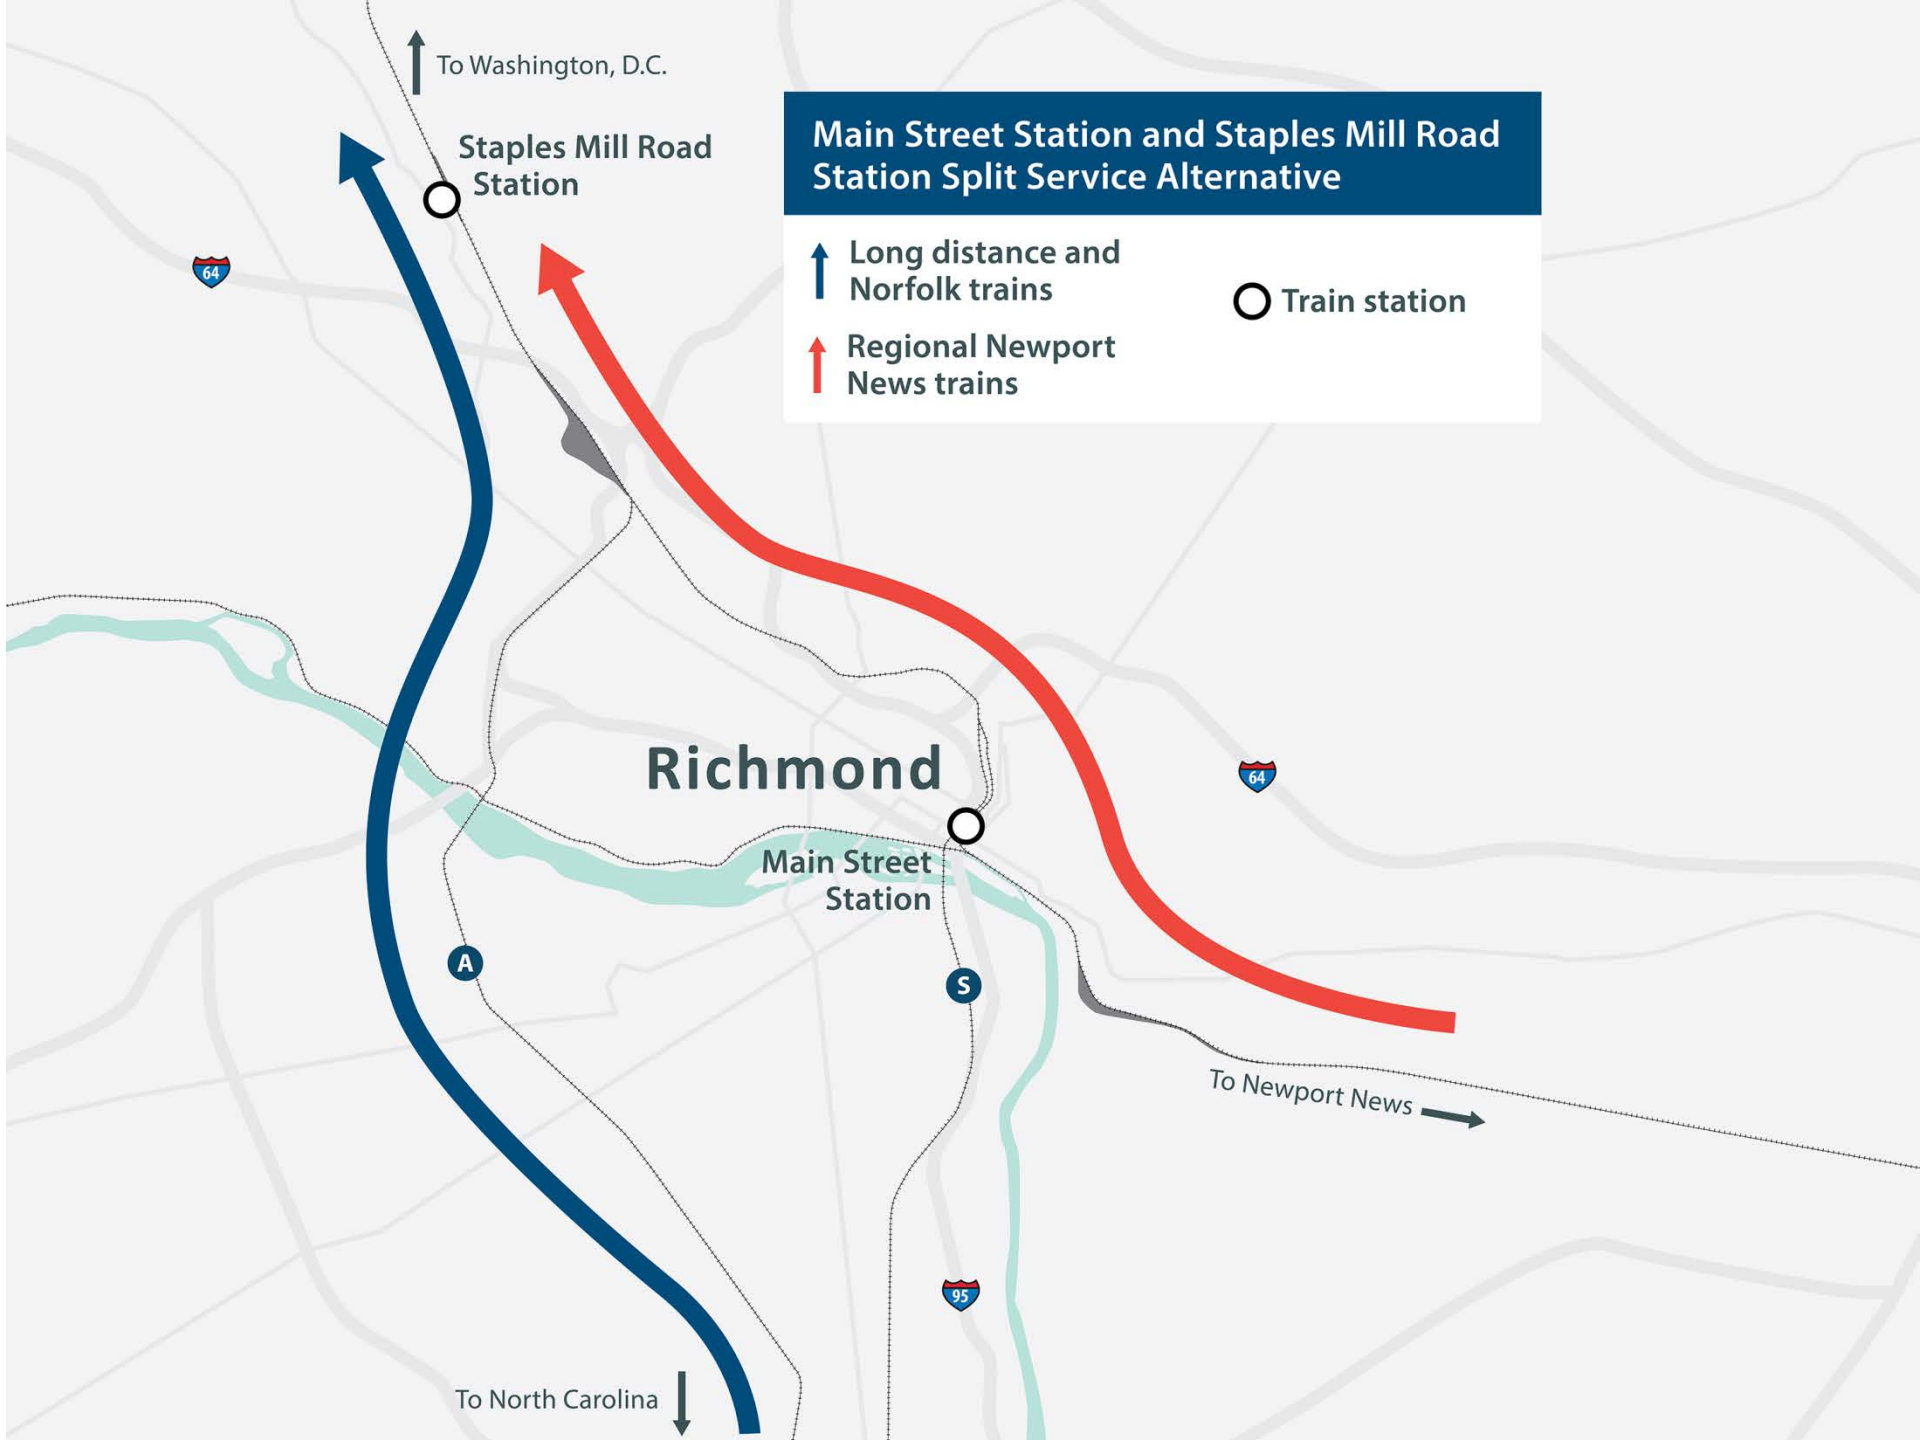 To Washington, D.C.
Staples Mill Road
Station
Main Street Station and Staples Mill Road
Station Split Service Alternative
Long distance and
Norfolk trains
Regional Newport
News trains
Train station
64
Richmond
64
Main Street
Station
A
S
To Newport News
95
To North Carolina